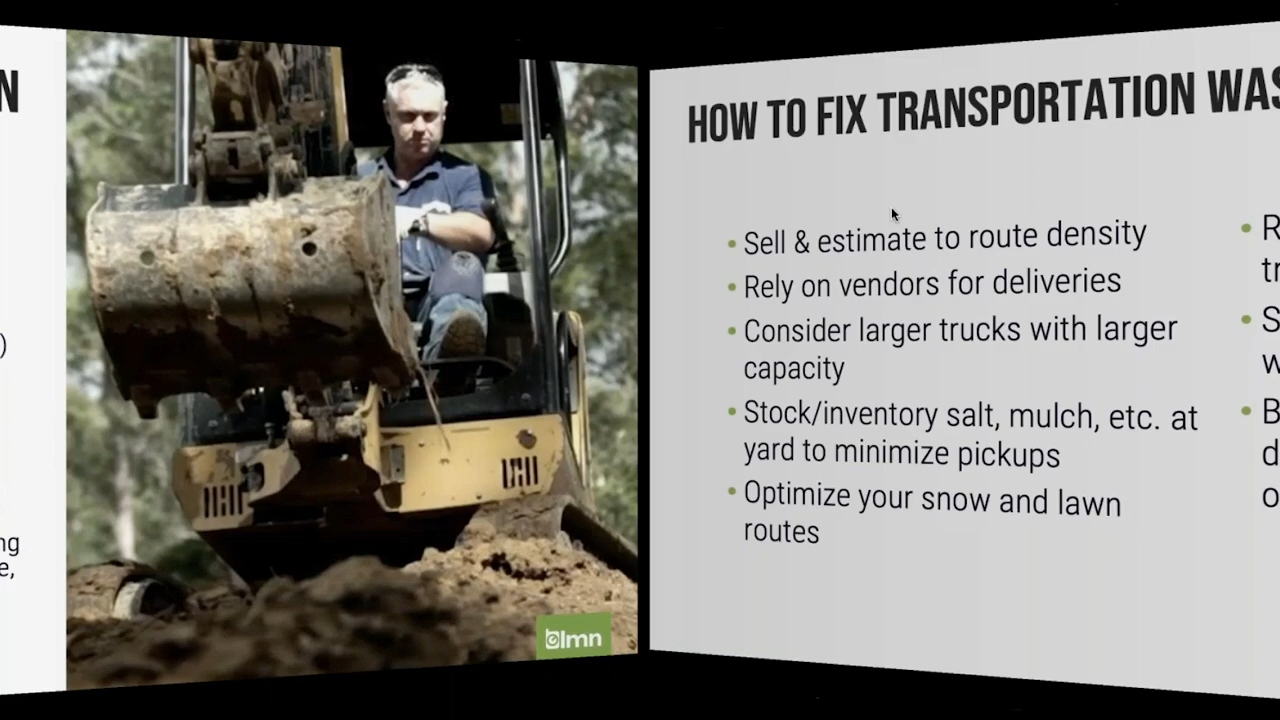 N
)
ng
e,
lmn
HOW TO FIX TRANSPORTATION WAS
Sell & estimate to route density
Rely on vendors for deliveries
Consider larger trucks with larger
capacity
Stock/inventory salt, mulch, etc. at
yard to minimize pickups
Optimize your snow and lawn
routes
R
tr
S
w
B
d
o